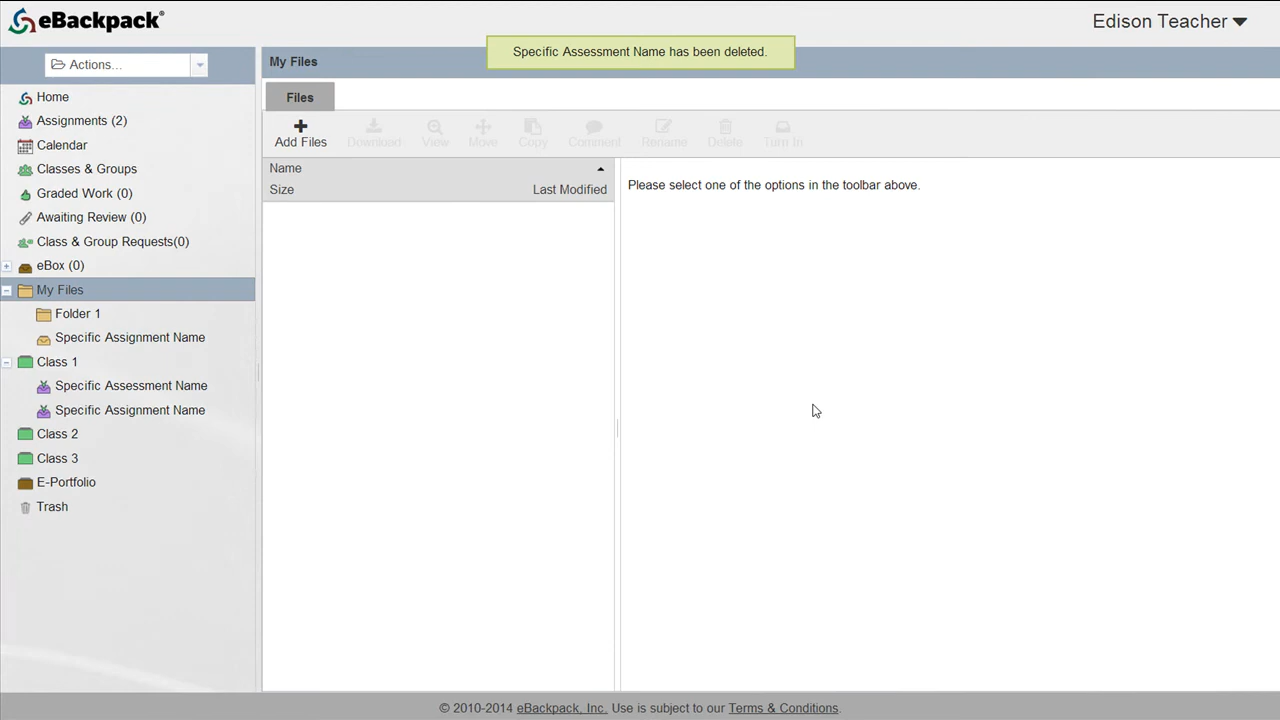 eBackpack®
Edison Teacher
Specific Assessment Name has been deleted.
Actions...
My Files
Files
Home
Assignments (2)
Calendar
Classes & Groups
Graded Work (0)
Awaiting Review (0)
Class & Group Requests(0)
eBox (0)
My Files
Folder 1
Specific Assignment Name
Class 1
Specific Assessment Name
Specific Assignment Name
Class 2
Class 3
E-Portfolio
Trash
Add Files Download View Move Copy Comment Rename Delete Turn In
Name
Size Last Modified
Please select one of the options in the toolbar above.
© 2010-2014 eBackpack, Inc. Use is subject to our Terms & Conditions.